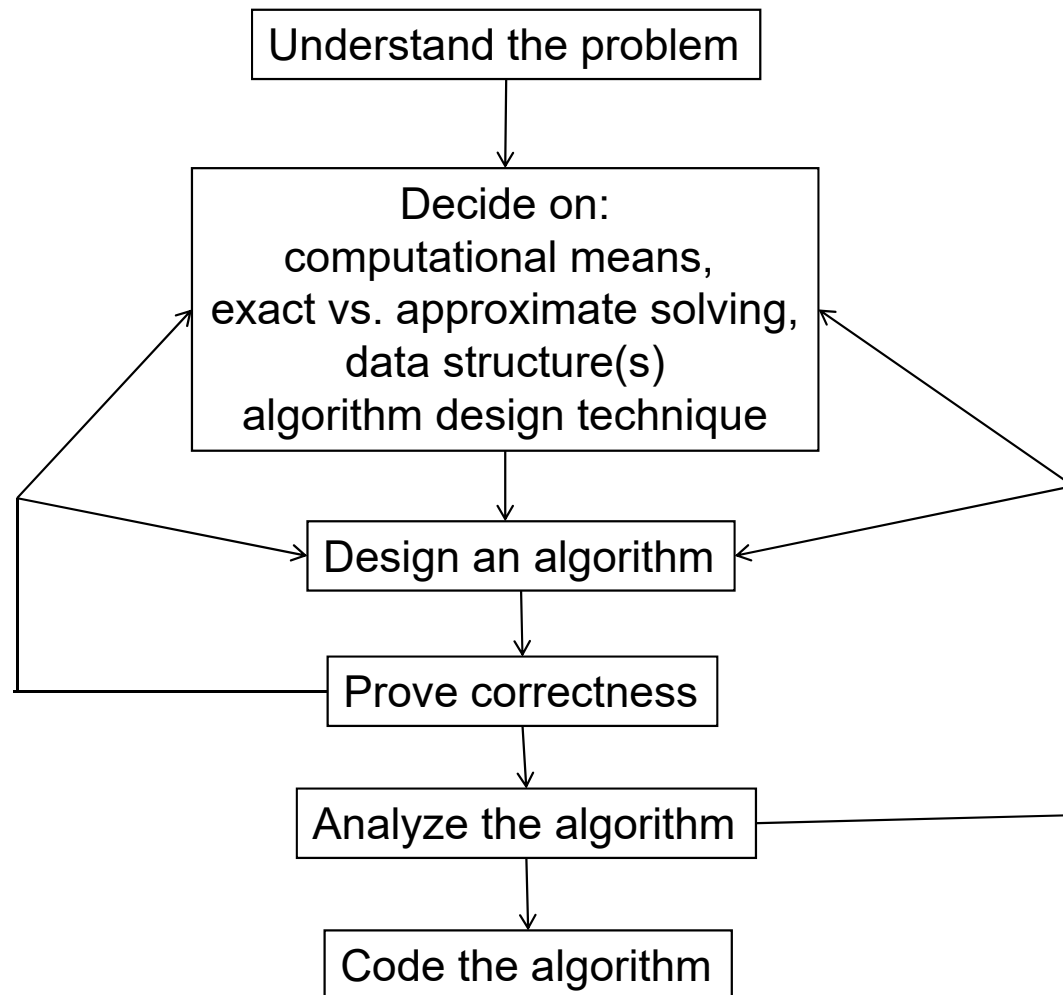 Understand the problem
Decide on:
computational means,
exact vs. approximate solving,
data structure(s)
algorithm design technique
Design an algorithm
Prove correctness
Analyze the algorithm
Code the algorithm